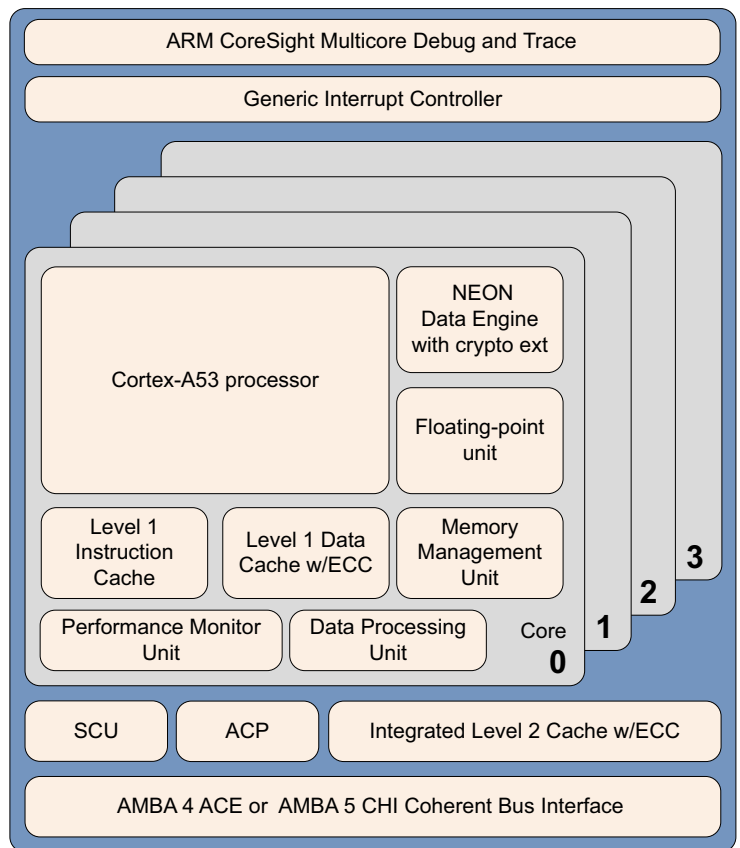 ARM CoreSight Multicore Debug and Trace
Generic Interrupt Controller
Cortex-A53 processor
NEON
Data Engine
with crypto ext
Floating-point
unit
Level 1
Instruction
Cache
Level 1 Data
Cache w/ECC
Memory
Management
Unit
Performance Monitor
Unit
Data Processing
Unit
Core
0
1
2
3
SCU
ACP
Integrated Level 2 Cache w/ECC
AMBA 4 ACE or AMBA 5 CHI Coherent Bus Interface